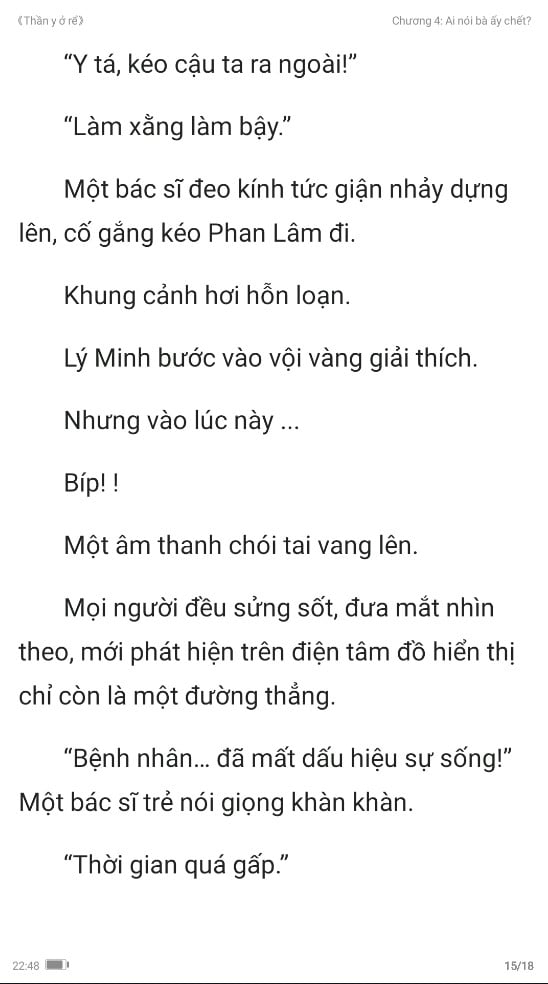 《Thần y ở rể》
Chương 4: Ai nói bà ấy chết?
“Y tá, kéo cậu ta ra ngoài!”
“Làm xằng làm bậy.”
Một bác sĩ đeo kính tức giận nhảy dựng
lên, cố gắng kéo Phan Lâm đi.
Khung cảnh hơi hỗn loạn.
Lý Minh bước vào vội vàng giải thích.
Nhưng vào lúc này ...
Bíp! !
Một âm thanh chói tai vang lên.
Mọi người đều sửng sốt, đưa mắt nhìn
theo, mới phát hiện trên điện tâm đồ hiển thị
chỉ còn là một đường thẳng.
“Bệnh nhân... đã mất dấu hiệu sự sống!”
Một bác sĩ trẻ nói giọng khàn khàn.
“Thời gian quá gấp.”
22:48
15/18